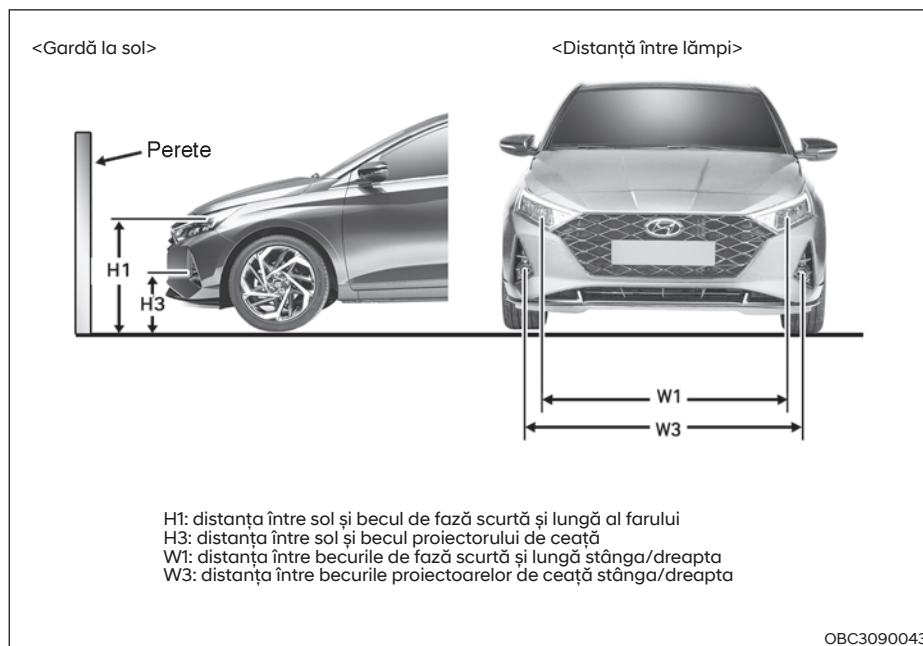 <Gardă la sol>
<Distanță între lămpi>
Perete
H1
H3
W1
W3
H1: distanța între sol și becul de fază scurtă și lungă al farului
H3: distanța între sol și becul proiectorului de ceață
W1: distanța între becurile de fază scurtă și lungă stânga/dreapta
W3: distanța între becurile proiectoarelor de ceață stânga/dreapta
OBC3090043